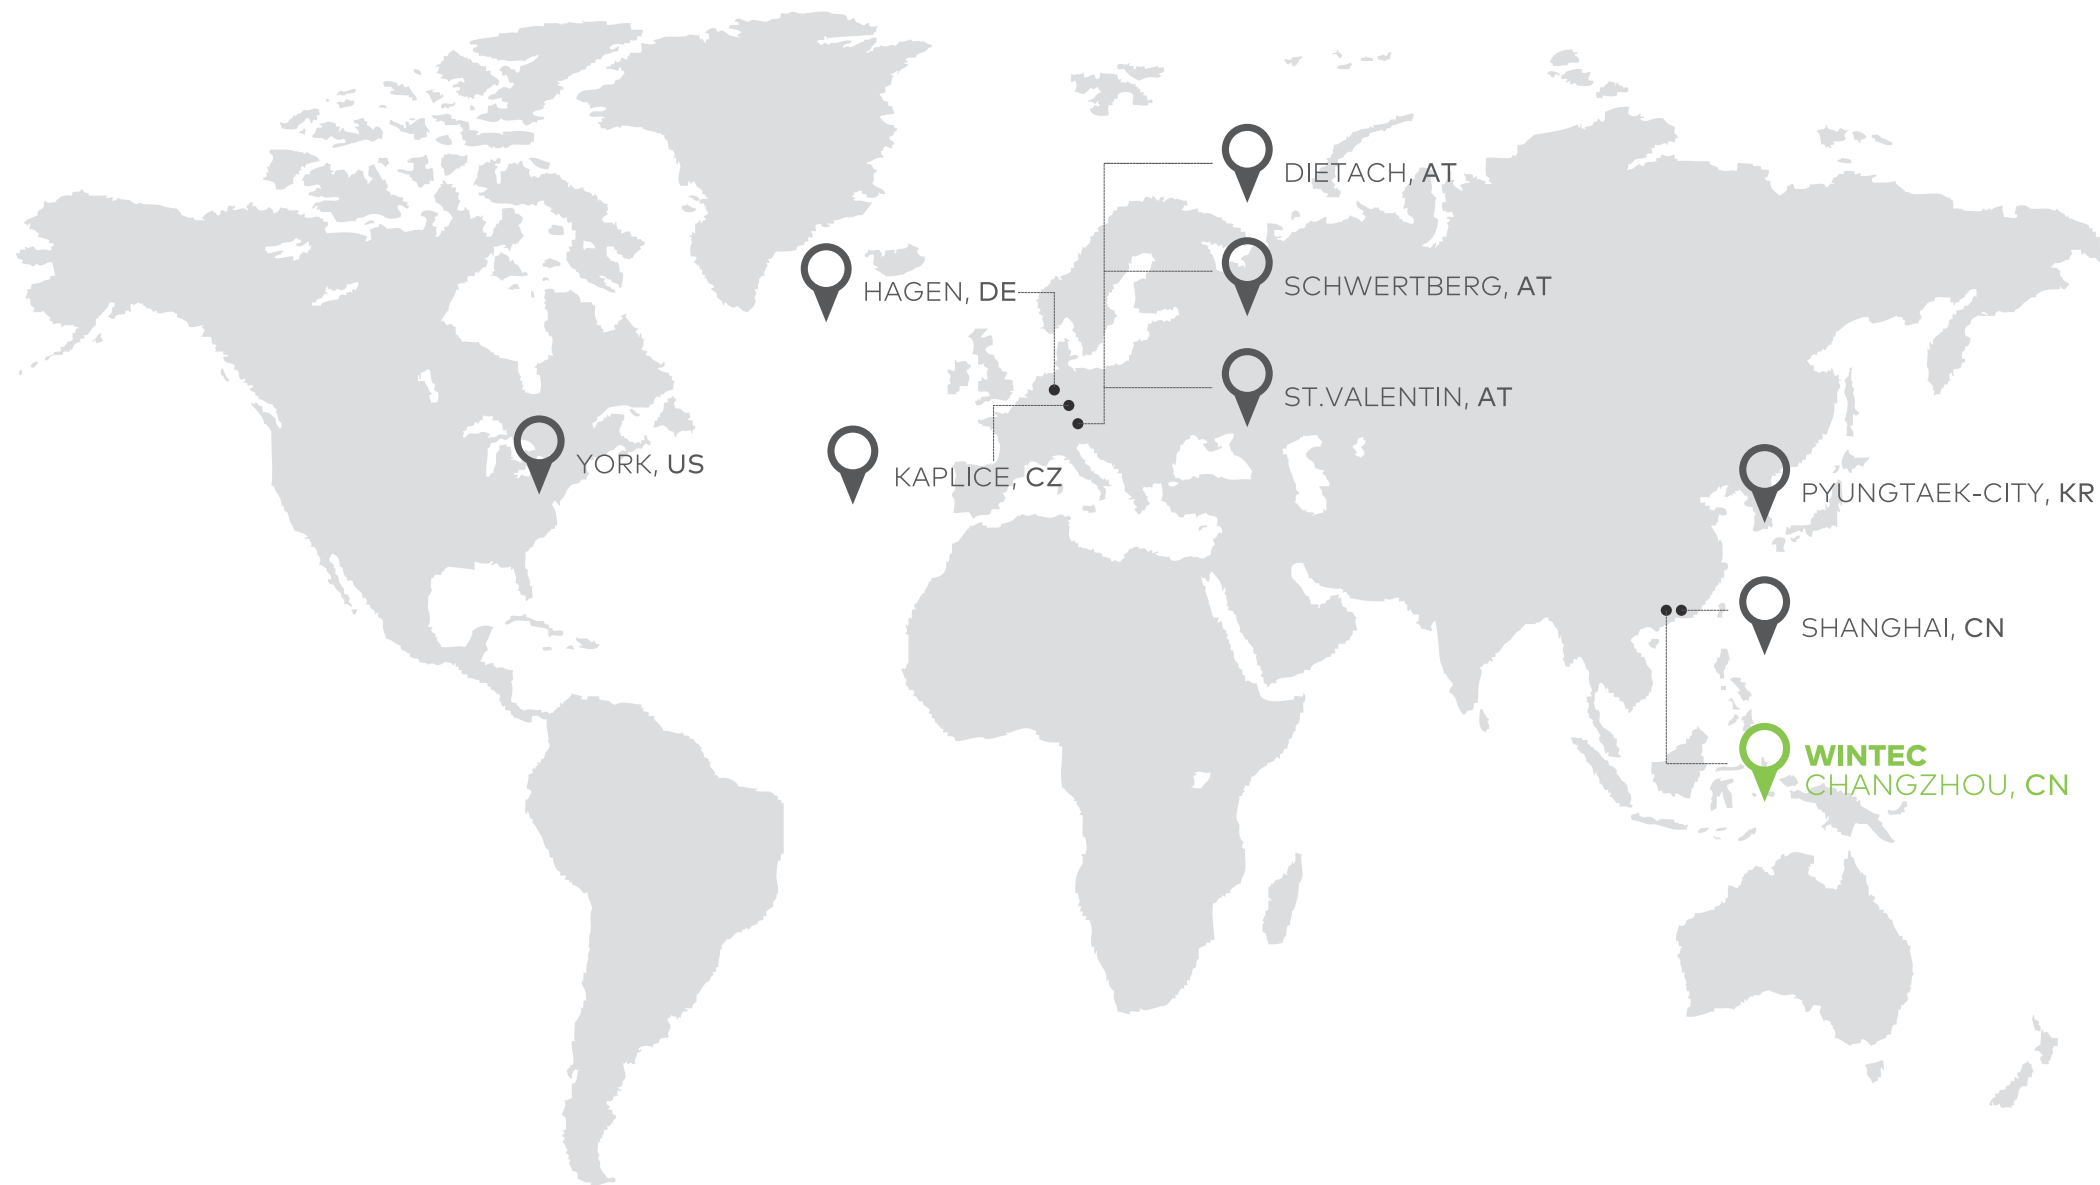 DIETACH, AT
SCHWERTBERG, AT
HAGEN, DE
ST.VALENTIN, AT
YORK, US
KAPLICE, CZ
PYUNGTAEK-CITY, KR
SHANGHAI, CN
WINTEC
CHANGZHOU, CN